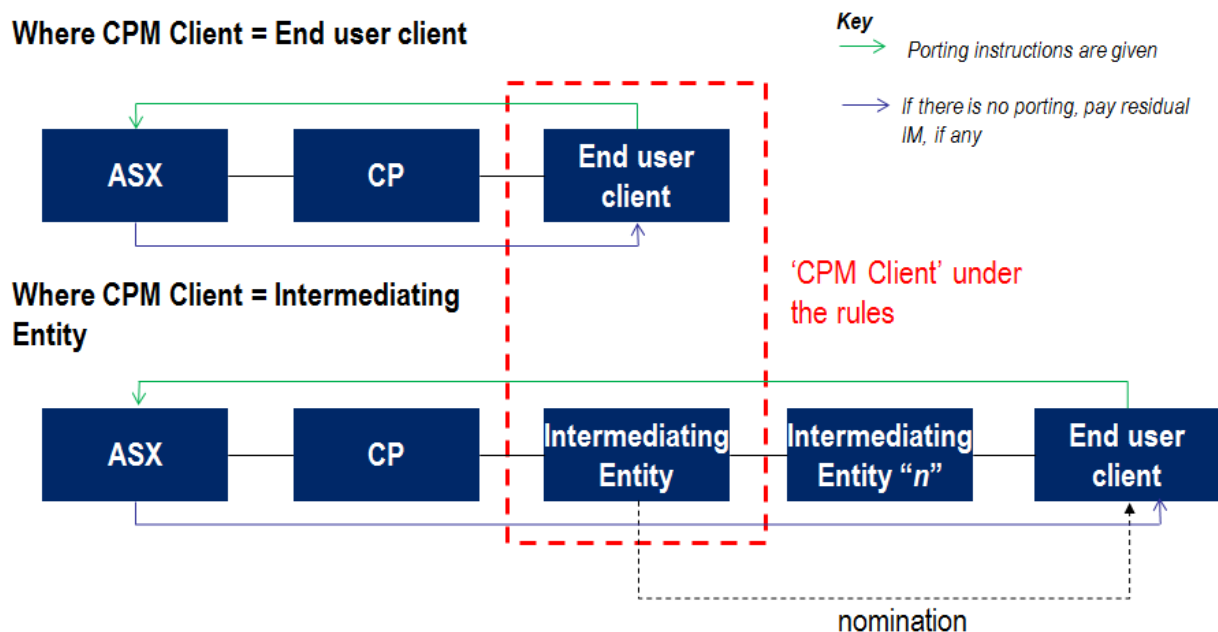 Where CPM Client = End user client
Key
Porting instructions are given
If there is no porting, pay residual
IM, if any
ASX
CP
End user
client
Where CPM Client = Intermediating
Entity
‘CPM Client’ under
the rules
ASX
CP
Intermediating
Entity
Intermediating
Entity “n”
End user
client
nomination